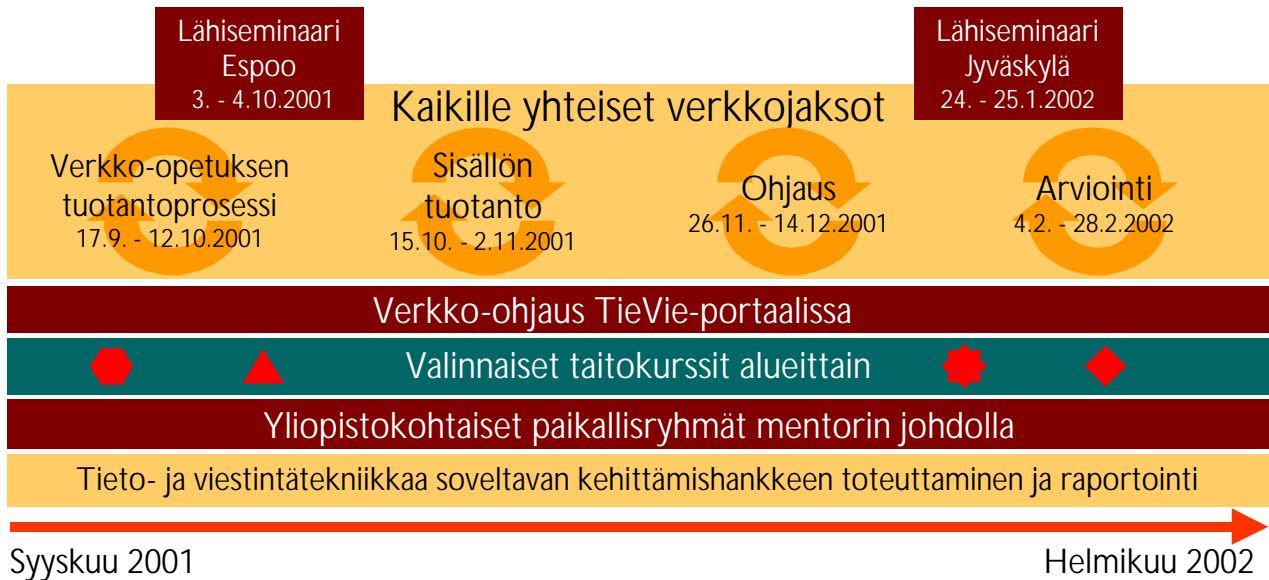 Lähiseminaari
Espoo
3. - 4.10.2001
Lähiseminaari
Jyväskylä
24. - 25.1.2002
Kaikille yhteiset verkkojaksot
Verkko-opetuksen
tuotantoprosessi
17.9. - 12.10.2001
Sisällön
tuotanto
15.10. - 2.11.2001
Ohjaus
26.11. - 14.12.2001
Arviointi
4.2. - 28.2.2002
Verkko-ohjaus TieVie-portaalissa
Valinnaiset taitokurssit alueittain
Yliopistokohtaiset paikallisryhmät mentorin johdolla
Tieto- ja viestintätekniikkaa soveltavan kehittämishankkeen toteuttaminen ja raportointi
Syyskuu 2001
Helmikuu 2002